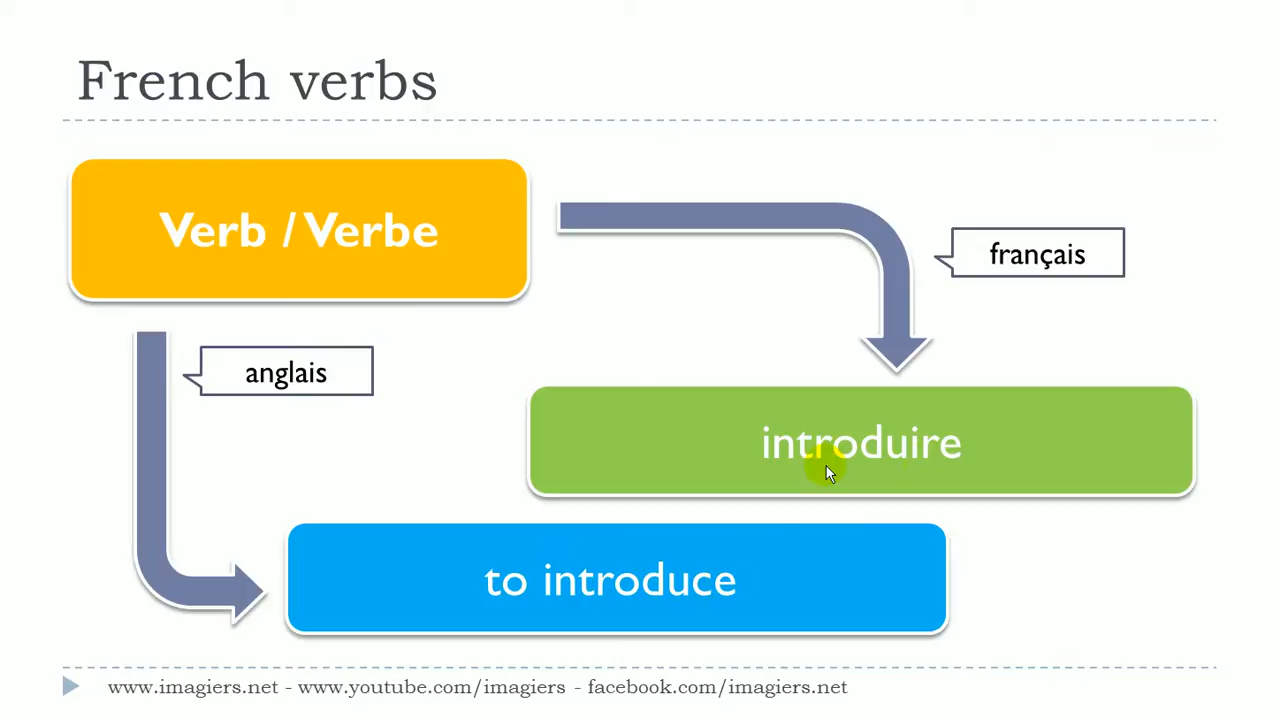 French verbs
Verb / Verbe
français
anglais
introduire
to introduce
www.imagiers.net - www.youtube.com/imagiers - facebook.com/imagiers.net